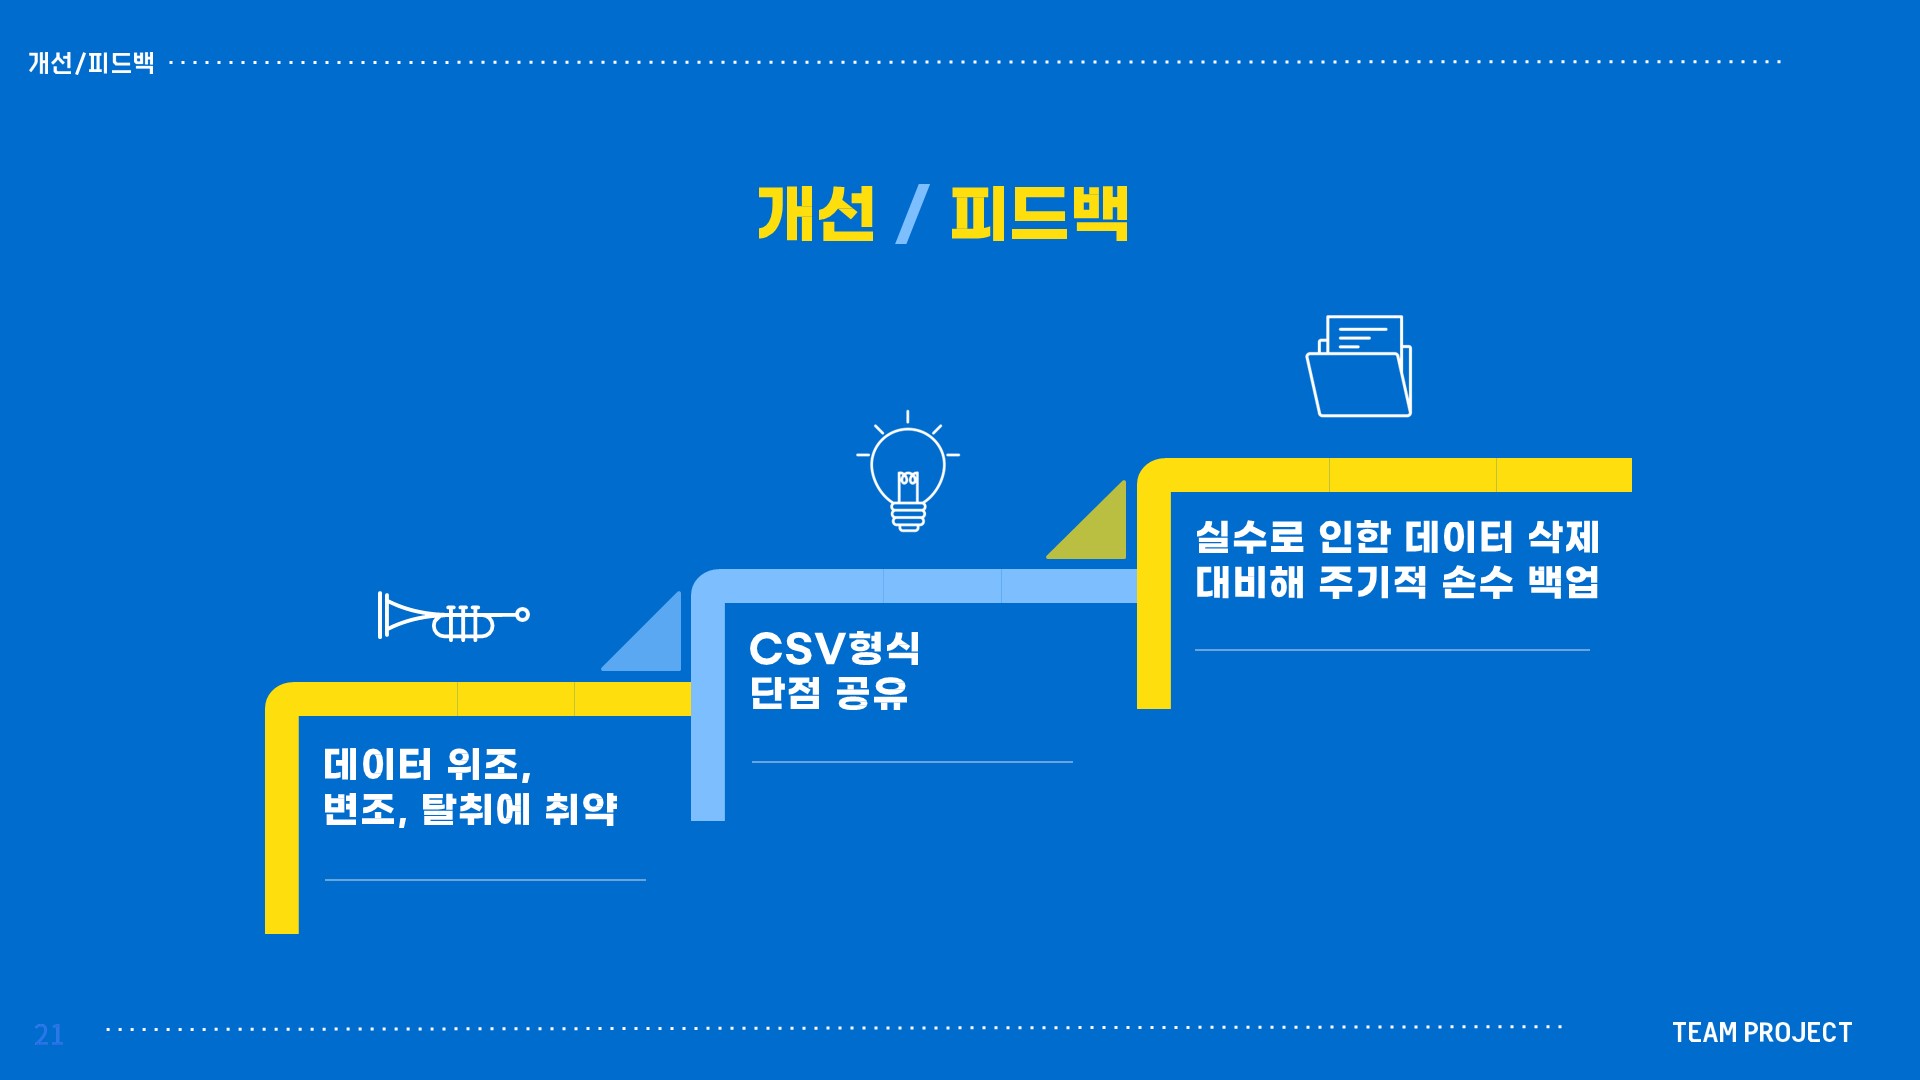 개선/피드백
개선 / 피드백
실수로 인한 데이터 삭제
대비해 주기적 손수 백업
CSV형식
단점 공유
데이터 위조,
변조, 탈취에 취약
21
TEAM PROJECT